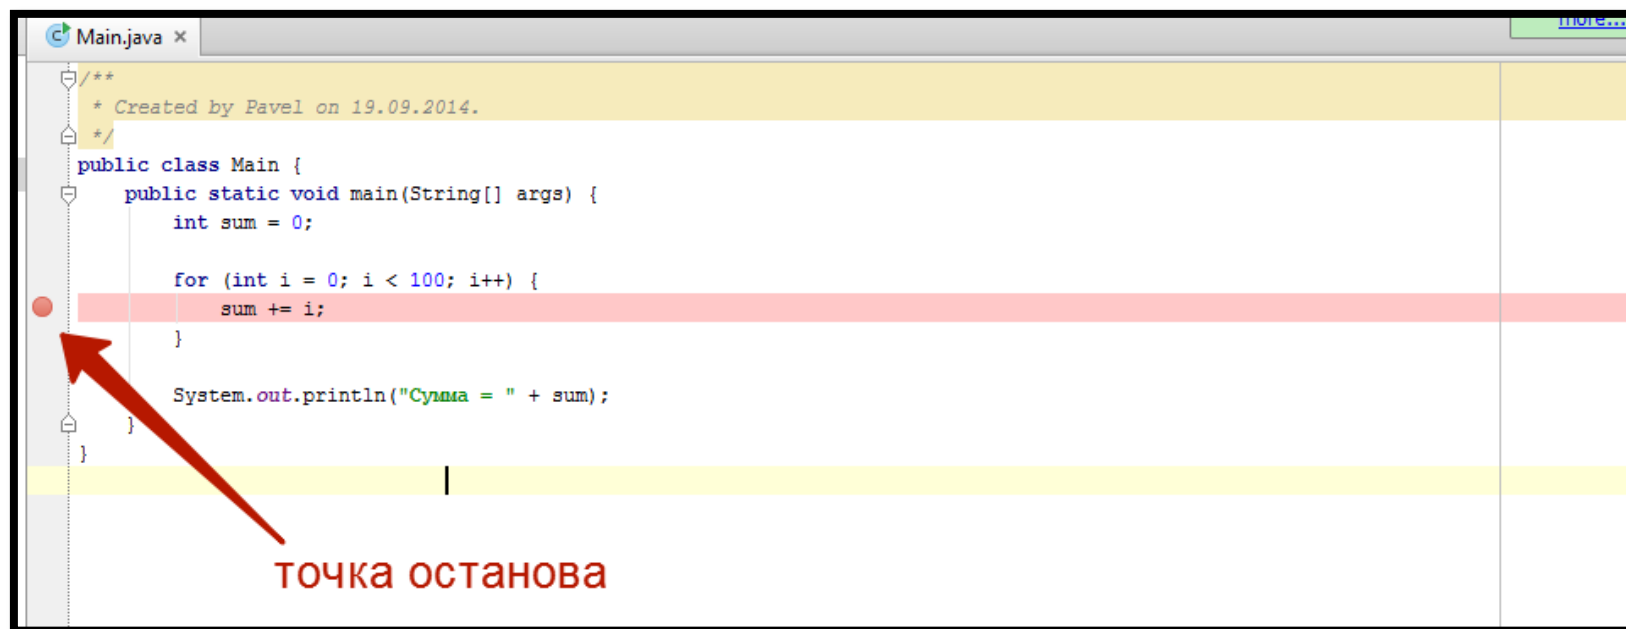 more...
Main.java
/**
* Created by Pavel on 19.09.2014.
*/
public class Main {
public static void main(String[] args) {
int sum = 0;
for (int i = 0; i < 100; i++) {
sum += i;
}
System.out.println("Сумма = " + sum);
}
}
точка останова